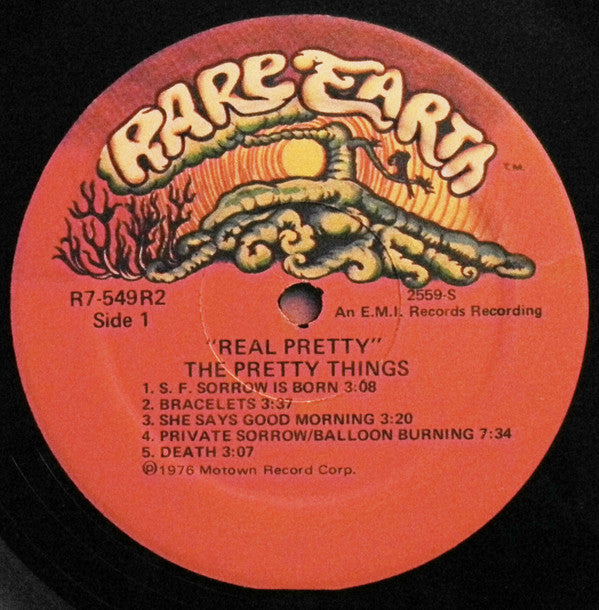 RARE EARTH
T.M.
R7-549R2
Side 1
2559-S
An E.M.I. Records Recording
"REAL PRETTY"
THE PRETTY THINGS
1. S. F. SORROW IS BORN 3:08
2. BRACELETS 3:37
3. SHE SAYS GOOD MORNING 3:20
4. PRIVATE SORROW/BALLOON BURNING 7:34
5. DEATH 3:07
℗1976 Motown Record Corp.